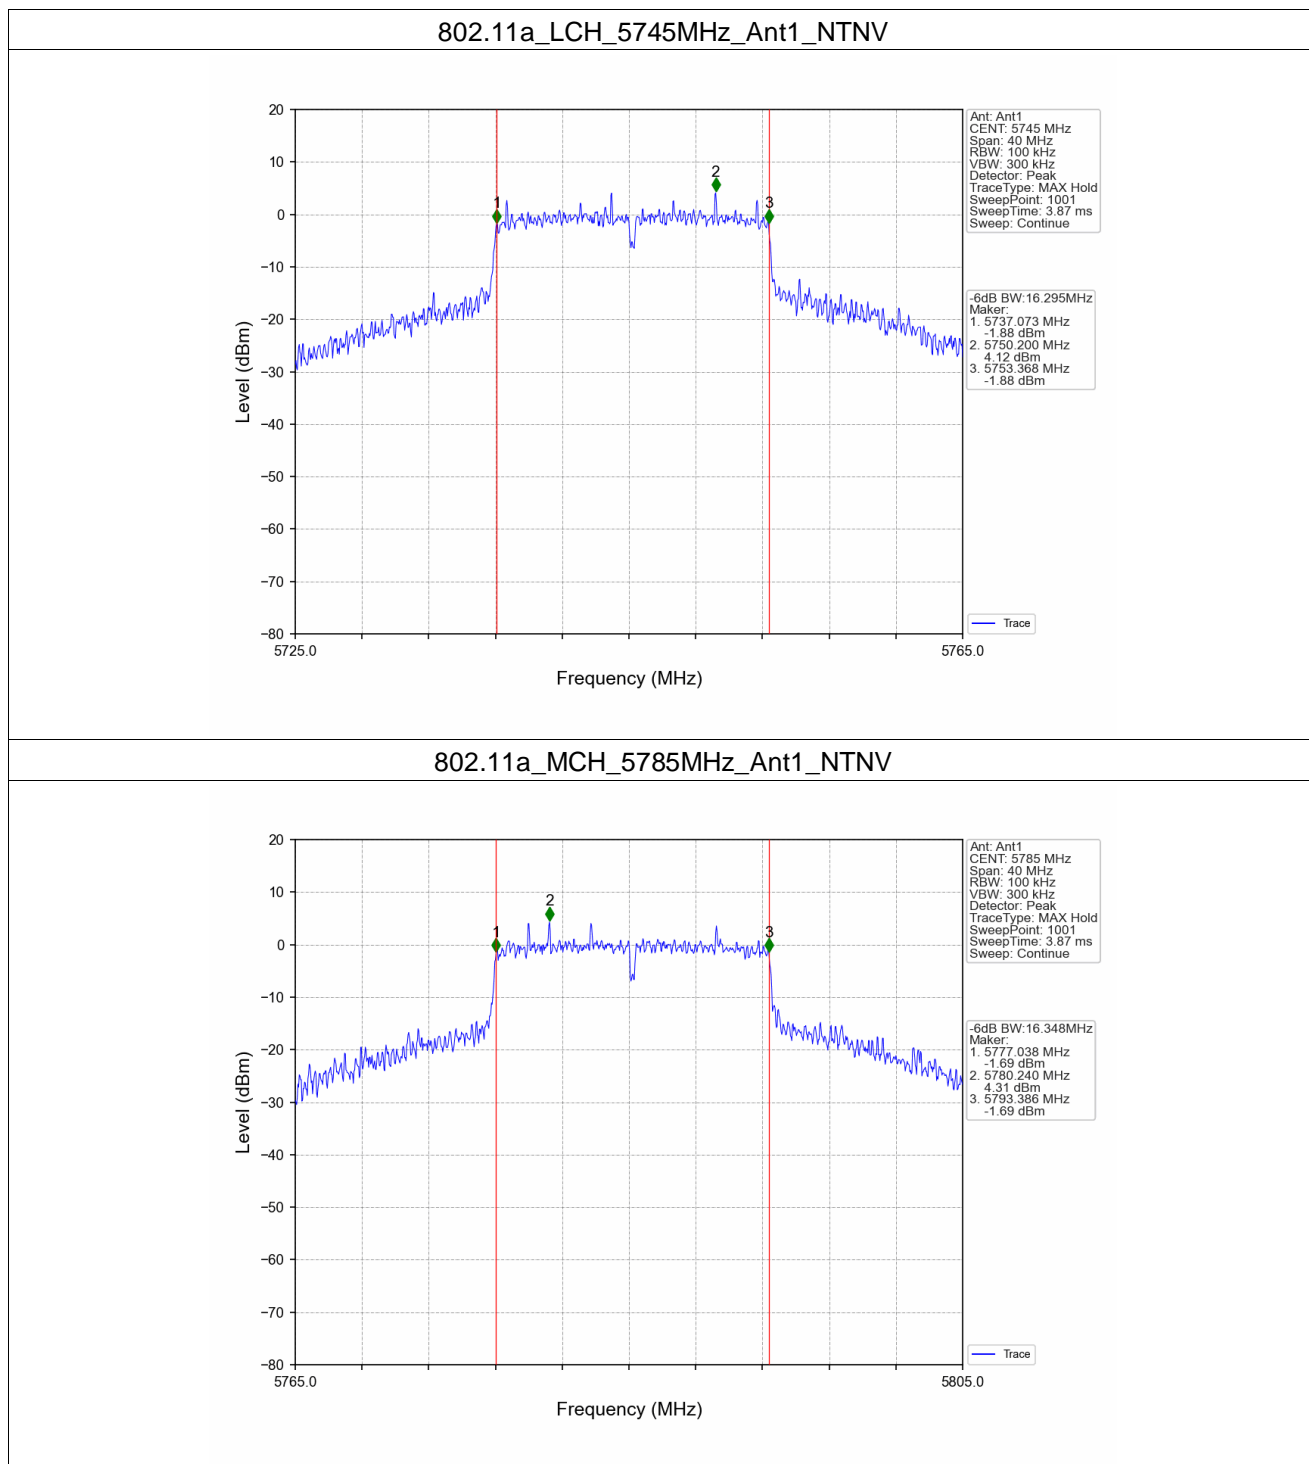 802.11a_LCH_5745MHz_Ant1_NTNV
20
10
0
−10
−20
−30
−40
−50
−60
−70
−80
Level (dBm)
1
2
3
5725.0
5765.0
Frequency (MHz)
Ant: Ant1
CENT: 5745 MHz
Span: 40 MHz
RBW: 100 kHz
VBW: 300 kHz
Detector: Peak
TraceType: MAX Hold
SweepPoint: 1001
SweepTime: 3.87 ms
Sweep: Continue
-6dB BW:16.295MHz
Maker:
1. 5737.073 MHz
-1.88 dBm
2. 5750.200 MHz
4.12 dBm
3. 5753.368 MHz
-1.88 dBm
Trace
802.11a_MCH_5785MHz_Ant1_NTNV
20
10
0
−10
−20
−30
−40
−50
−60
−70
−80
Level (dBm)
1
2
3
5765.0
5805.0
Frequency (MHz)
Ant: Ant1
CENT: 5785 MHz
Span: 40 MHz
RBW: 100 kHz
VBW: 300 kHz
Detector: Peak
TraceType: MAX Hold
SweepPoint: 1001
SweepTime: 3.87 ms
Sweep: Continue
-6dB BW:16.348MHz
Maker:
1. 5777.038 MHz
-1.69 dBm
2. 5780.240 MHz
4.31 dBm
3. 5793.386 MHz
-1.69 dBm
Trace